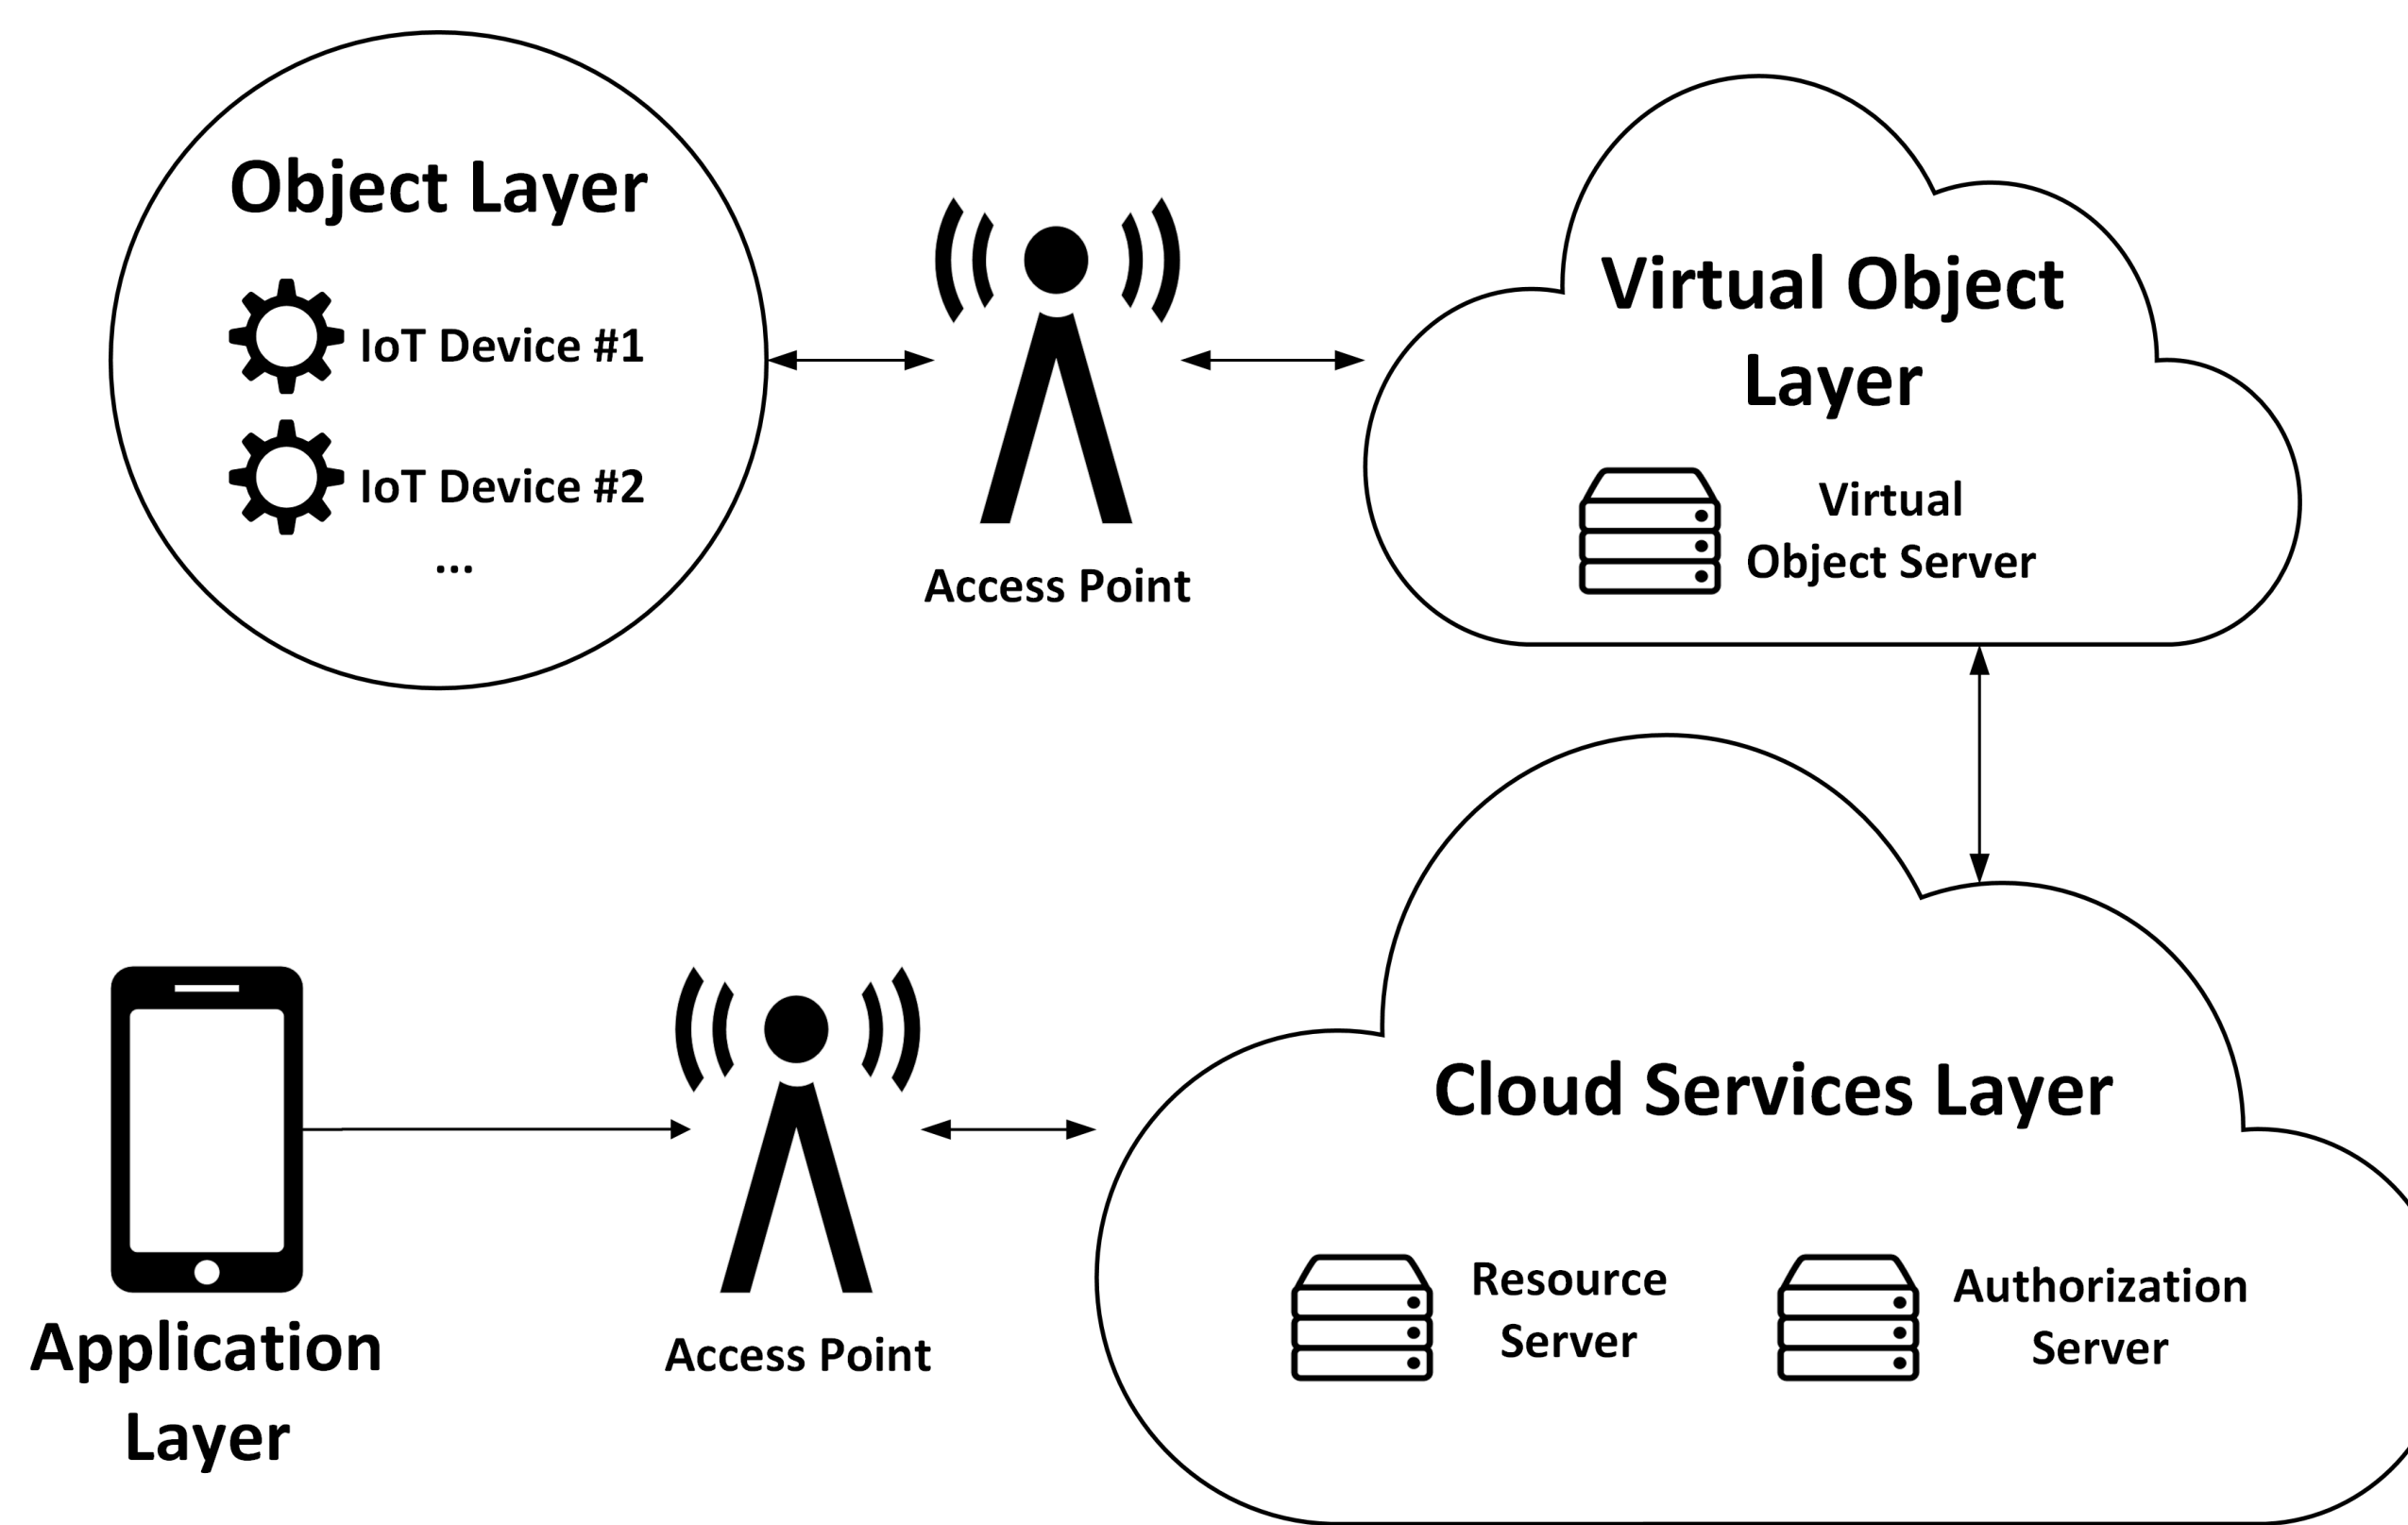 Object Layer
IoT Device #1
IoT Device #2
...
Access Point
Virtual Object
Layer
Virtual
Object Server
Application
Layer
Access Point
Cloud Services Layer
Resource
Server
Authorization
Server